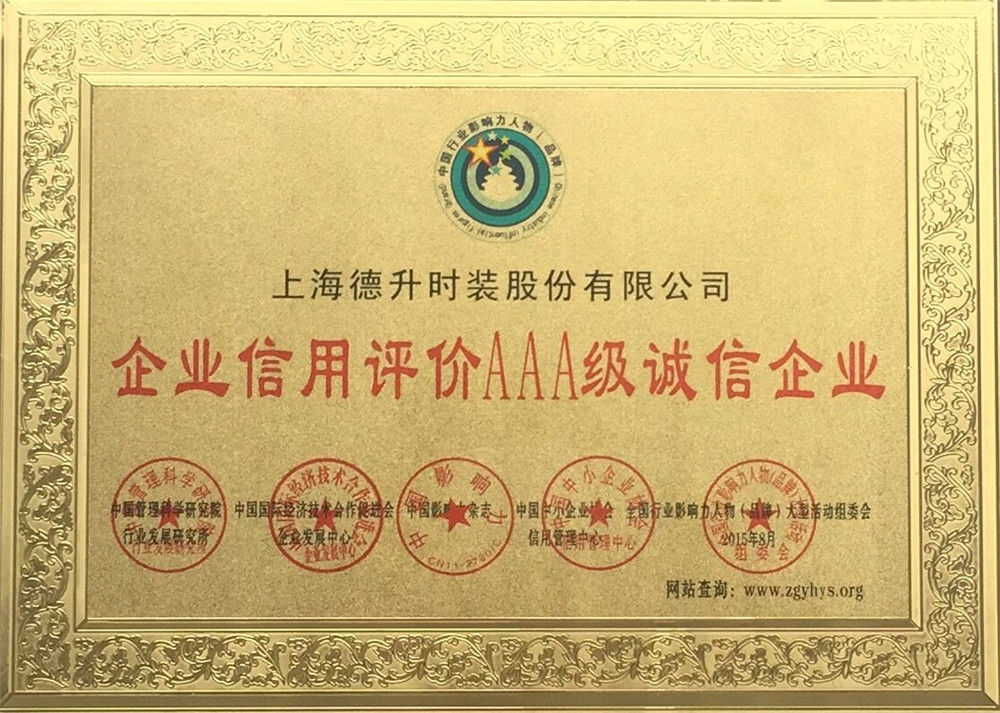 中国行业影响力人物（品牌）
Chinese industry influential figures (brand)
上海德升时装股份有限公司
企业信用评价AAA级诚信企业
中国管理科学研究院 中国国际经济技术合作促进会 中国影响力杂志 中国中小企业协会 全国行业影响力人物（品牌）大型活动组委会
行业发展研究所 企业发展中心 信用管理中心 2015年8月
网站查询：www.zgyhys.org